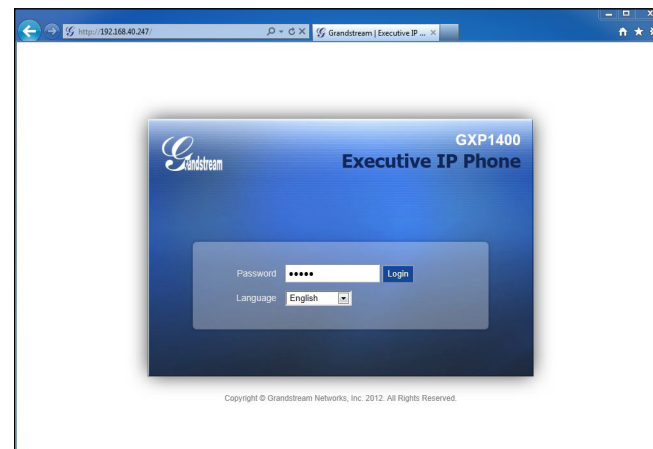 http://192.168.40.247/
Grandstream | Executive IP ...
Grandstream
GXP1400
Executive IP Phone
Password ●●●●● Login
Language English
Copyright © Grandstream Networks, Inc. 2012. All Rights Reserved.